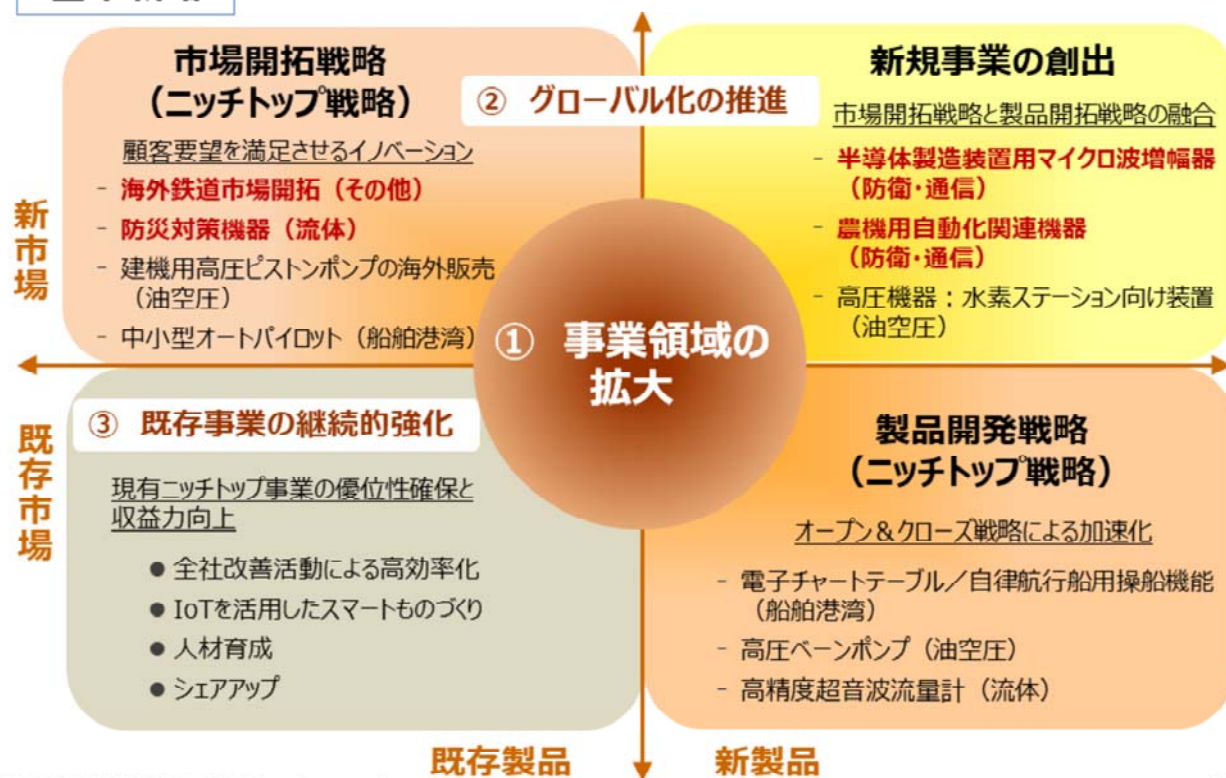 市場開拓戦略
（ニッチトップ戦略）
顧客要望を満足させるイノベーション
- 海外鉄道市場開拓（その他）
- 防災対策機器（流体）
- 建機用高圧ピストンポンプの海外販売
（油空圧）
- 中小型オートパイロット（船舶港湾）
② グローバル化の推進
新規事業の創出
市場開拓戦略と製品開拓戦略の融合
- 半導体製造装置用マイクロ波増幅器
（防衛・通信）
- 農機用自動化関連機器
（防衛・通信）
- 高圧機器：水素ステーション向け装置
（油空圧）
新市場
① 事業領域の
拡大
既存市場
③ 既存事業の継続的強化
現有ニッチトップ事業の優位性確保と
収益力向上
● 全社改善活動による高効率化
● IoTを活用したスマートものづくり
● 人材育成
● シェアアップ
製品開発戦略
（ニッチトップ戦略）
オープン＆クローズ戦略による加速化
- 電子チャートテーブル／自律航行船用操船機能
（船舶港湾）
- 高圧ベーンポンプ（油空圧）
- 高精度超音波流量計（流体）
既存製品
新製品